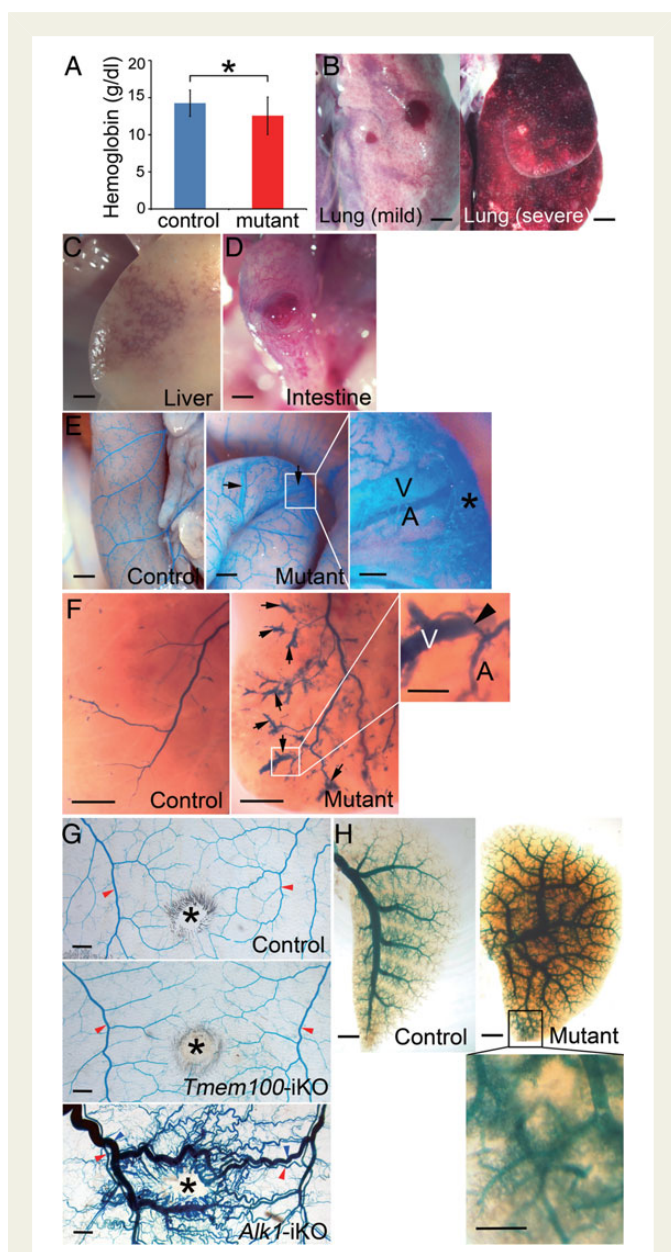 A
Hemoglobin (g/dl)
20
15
10
5
0
*
control mutant
B
Lung (mild)
Lung (severe)
C
Liver
D
Intestine
E
Control
Mutant
V
A
*
F
Control
Mutant
V
A
G
*
Control
*
Tmem100-iKO
*
Alk1-iKO
H
Control
Mutant